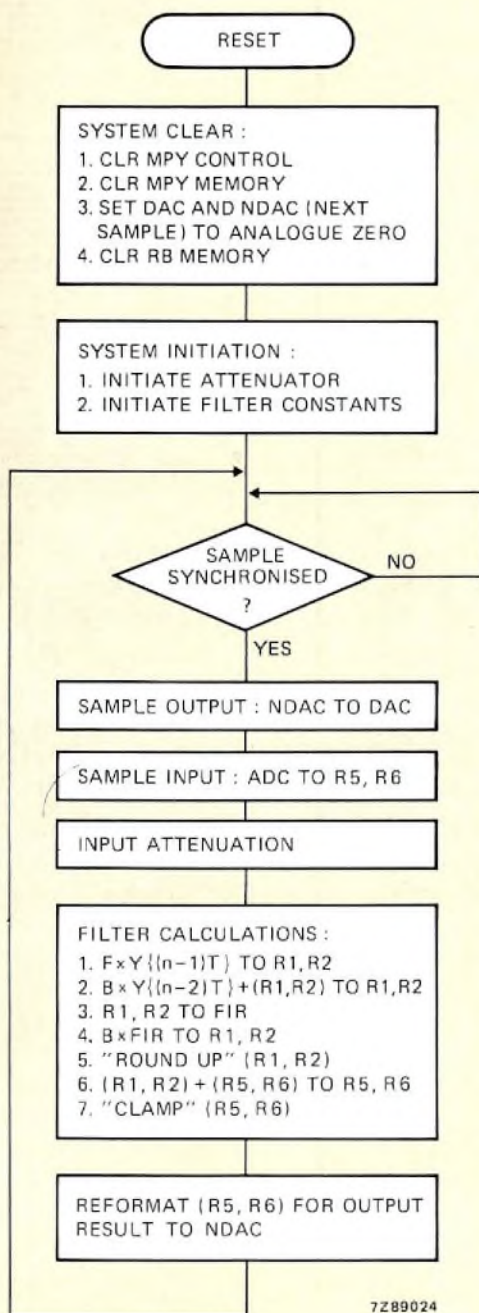 RESET
SYSTEM CLEAR :
1. CLR MPY CONTROL
2. CLR MPY MEMORY
3. SET DAC AND NDAC (NEXT
SAMPLE) TO ANALOGUE ZERO
4. CLR RB MEMORY
SYSTEM INITIATION :
1. INITIATE ATTENUATOR
2. INITIATE FILTER CONSTANTS
SAMPLE
SYNCHRONISED
?
NO
YES
SAMPLE OUTPUT : NDAC TO DAC
SAMPLE INPUT : ADC TO R5, R6
INPUT ATTENUATION
FILTER CALCULATIONS :
1. F×Y{(n−1)T} TO R1, R2
2. B×Y{(n−2)T}+(R1,R2) TO R1,R2
3. R1, R2 TO FIR
4. B×FIR TO R1, R2
5. "ROUND UP" (R1, R2)
6. (R1, R2) + (R5, R6) TO R5, R6
7. "CLAMP" (R5, R6)
REFORMAT (R5, R6) FOR OUTPUT
RESULT TO NDAC
7Z89024